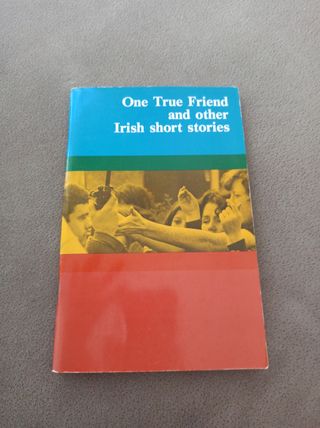 One True Friend
and other
Irish short stories